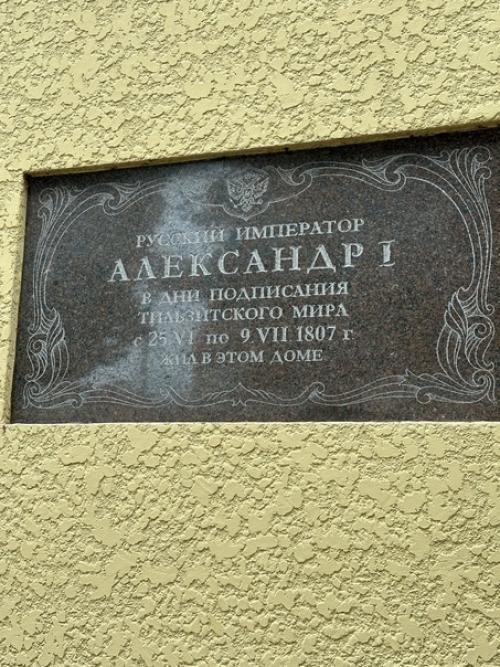 РУССКИЙ ИМПЕРАТОР
АЛЕКСАНДР I
В ДНИ ПОДПИСАНИЯ
ТИЛЬЗИТСКОГО МИРА
с 25 VI по 9 VII 1807 г
ЖИЛ В ЭТОМ ДОМЕ